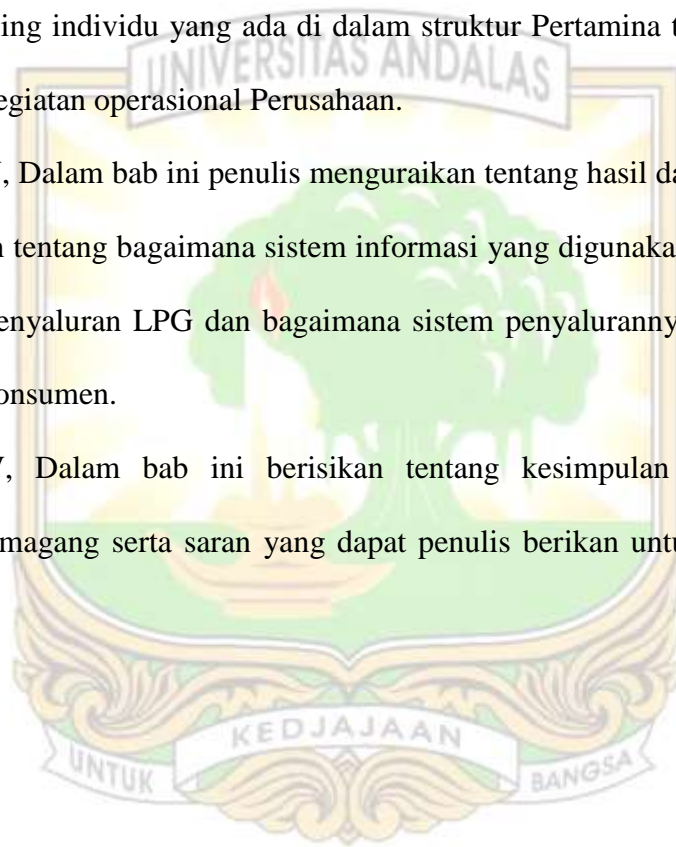 ing individu yang ada di dalam struktur Pertamina t
UNIVERSITAS ANDALAS
egiatan operasional Perusahaan.
, Dalam bab ini penulis menguraikan tentang hasil da
n tentang bagaimana sistem informasi yang digunaka
enyaluran LPG dan bagaimana sistem penyalurannya
onsumen.
, Dalam bab ini berisikan tentang kesimpulan
magang serta saran yang dapat penulis berikan untu
KEDJAJAAN
UNTUK BANGSA